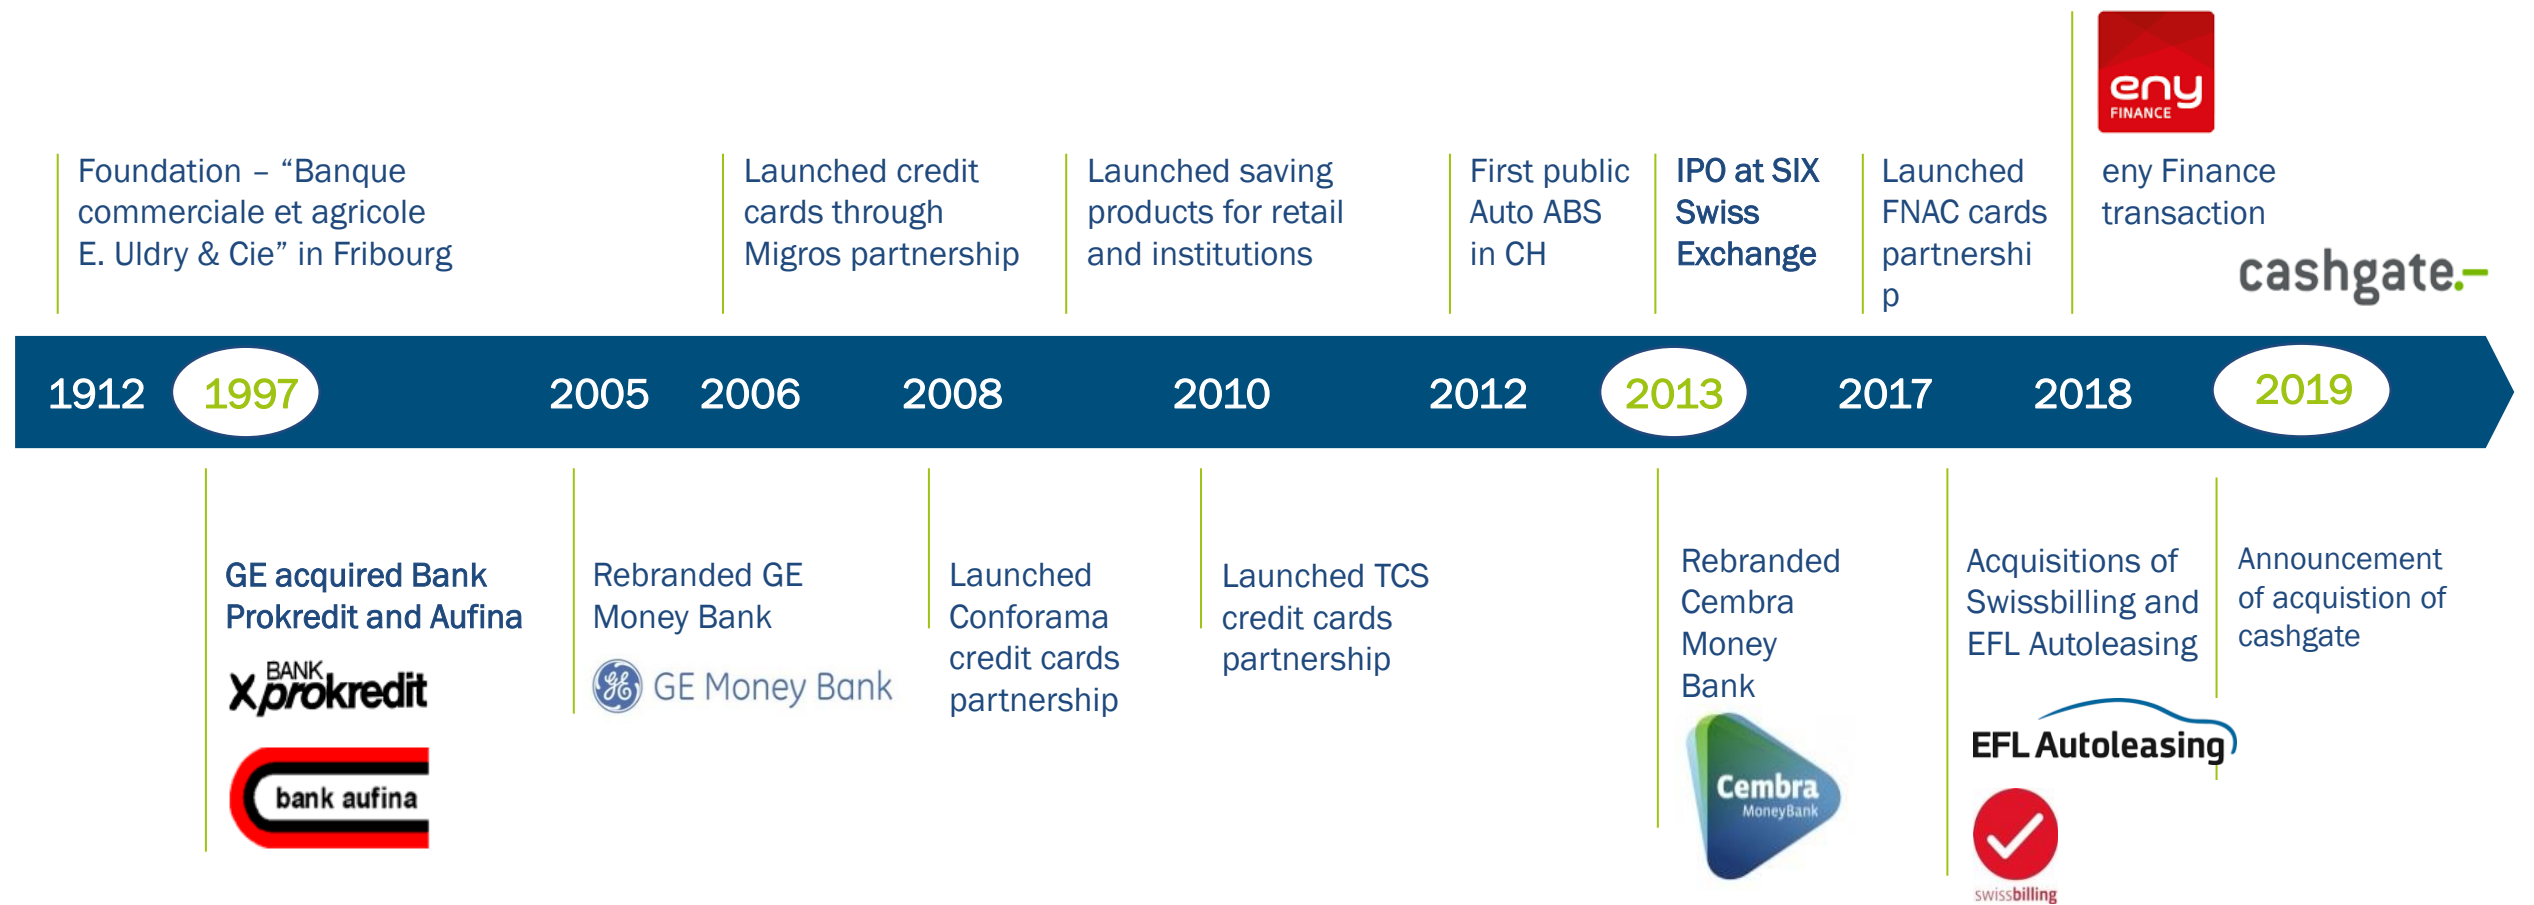 eny
FINANCE
Foundation – “Banque
commerciale et agricole
E. Uldry & Cie” in Fribourg
Launched credit
cards through
Migros partnership
Launched saving
products for retail
and institutions
First public
Auto ABS
in CH
IPO at SIX
Swiss
Exchange
Launched
FNAC cards
partnershi
p
eny Finance
transaction
cashgate.–
1912
1997
2005
2006
2008
2010
2012
2013
2017
2018
2019
GE acquired Bank
Prokredit and Aufina
BANK
Xprokredit
bank aufina
Rebranded GE
Money Bank
GE
GE Money Bank
Launched
Conforama
credit cards
partnership
Launched TCS
credit cards
partnership
Rebranded
Cembra
Money
Bank
Cembra
MoneyBank
Acquisitions of
Swissbilling and
EFL Autoleasing
EFL Autoleasing
swissbilling
Announcement
of acquistion of
cashgate